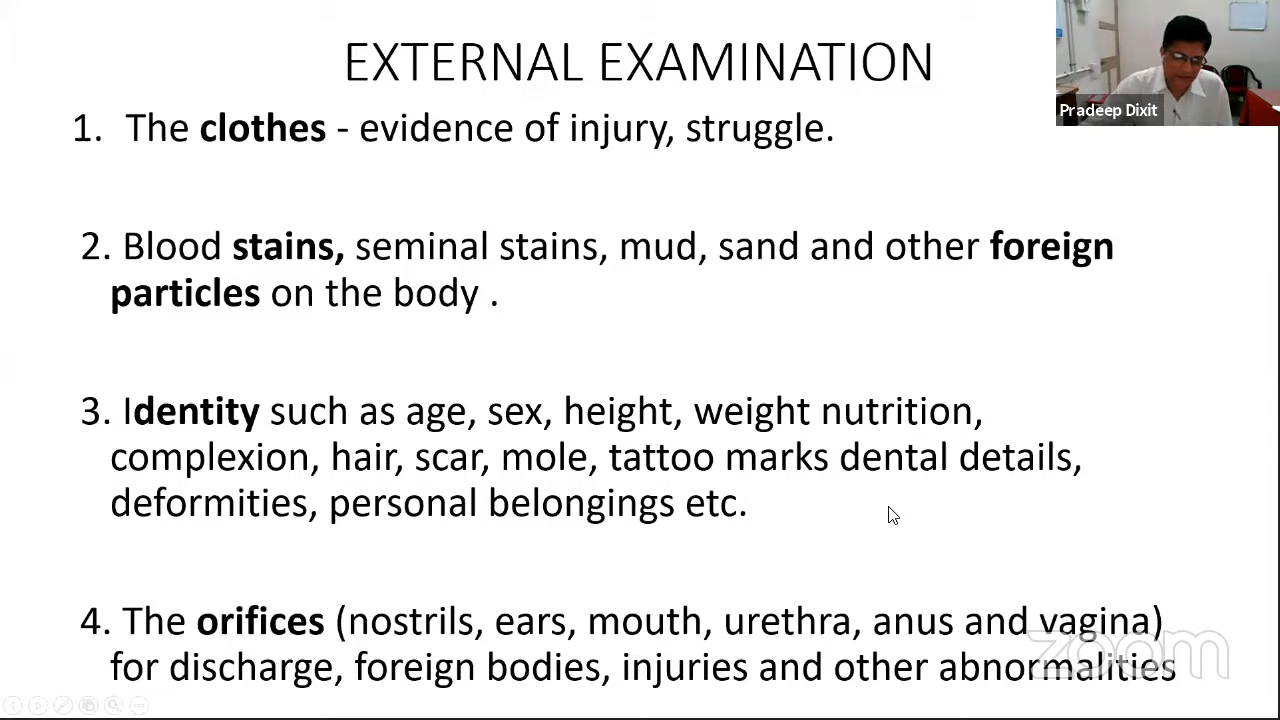 EXTERNAL EXAMINATION
Pradeep Dixit
1. The clothes - evidence of injury, struggle.
2. Blood stains, seminal stains, mud, sand and other foreign
particles on the body .
3. Identity such as age, sex, height, weight nutrition,
complexion, hair, scar, mole, tattoo marks dental details,
deformities, personal belongings etc.
4. The orifices (nostrils, ears, mouth, urethra, anus and vagina)
for discharge, foreign bodies, injuries and other abnormalities
zoom